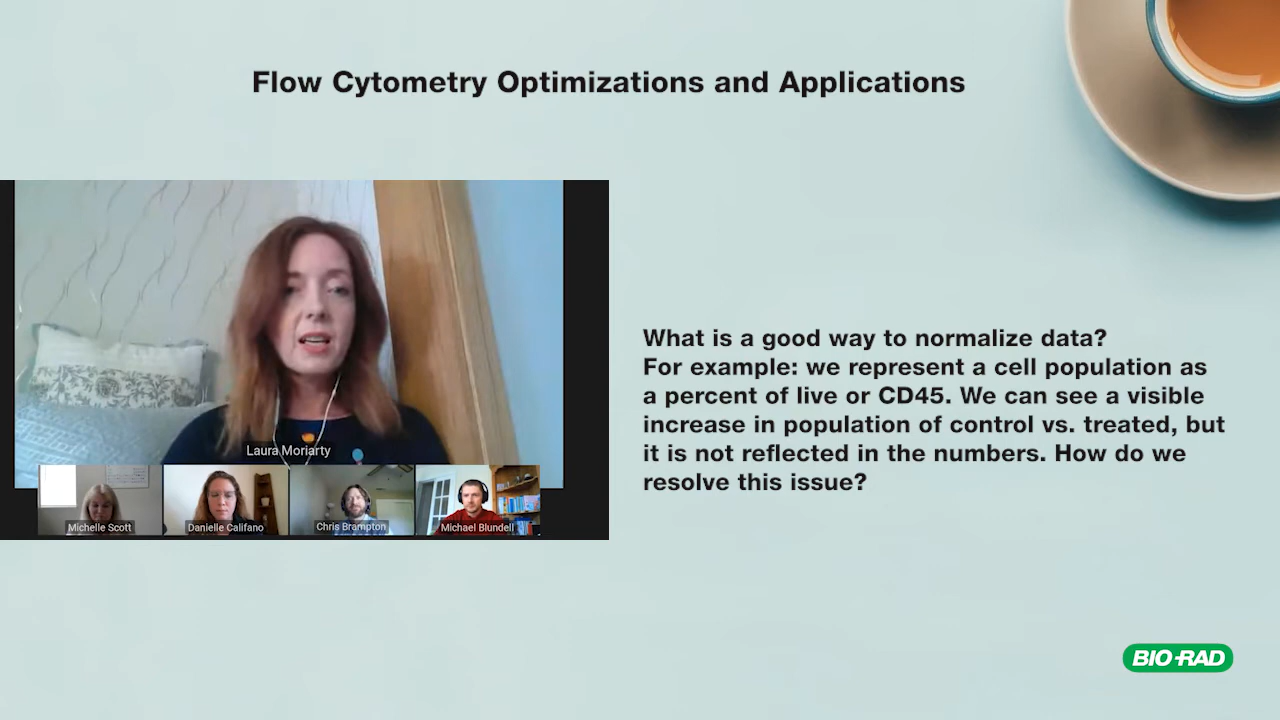 Flow Cytometry Optimizations and Applications
Laura Moriarty
Michelle Scott
Danielle Califano
Chris Brampton
Michael Blundell
What is a good way to normalize data?
For example: we represent a cell population as
a percent of live or CD45. We can see a visible
increase in population of control vs. treated, but
it is not reflected in the numbers. How do we
resolve this issue?
BIO-RAD